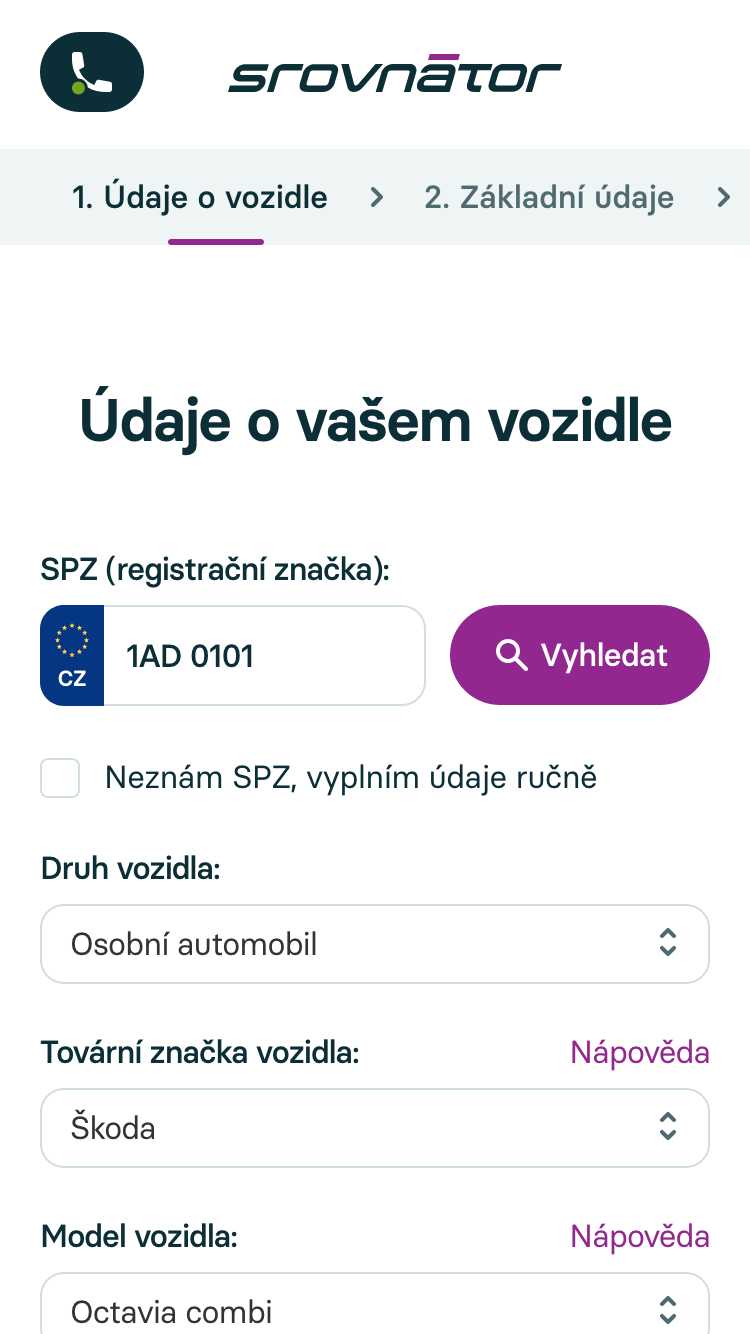 srovnátor
1. Údaje o vozidle > 2. Základní údaje >
Údaje o vašem vozidle
SPZ (registrační značka):
CZ 1AD 0101 Vyhledat
Neznám SPZ, vyplním údaje ručně
Druh vozidla:
Osobní automobil
Tovární značka vozidla: Nápověda
Škoda
Model vozidla: Nápověda
Octavia combi